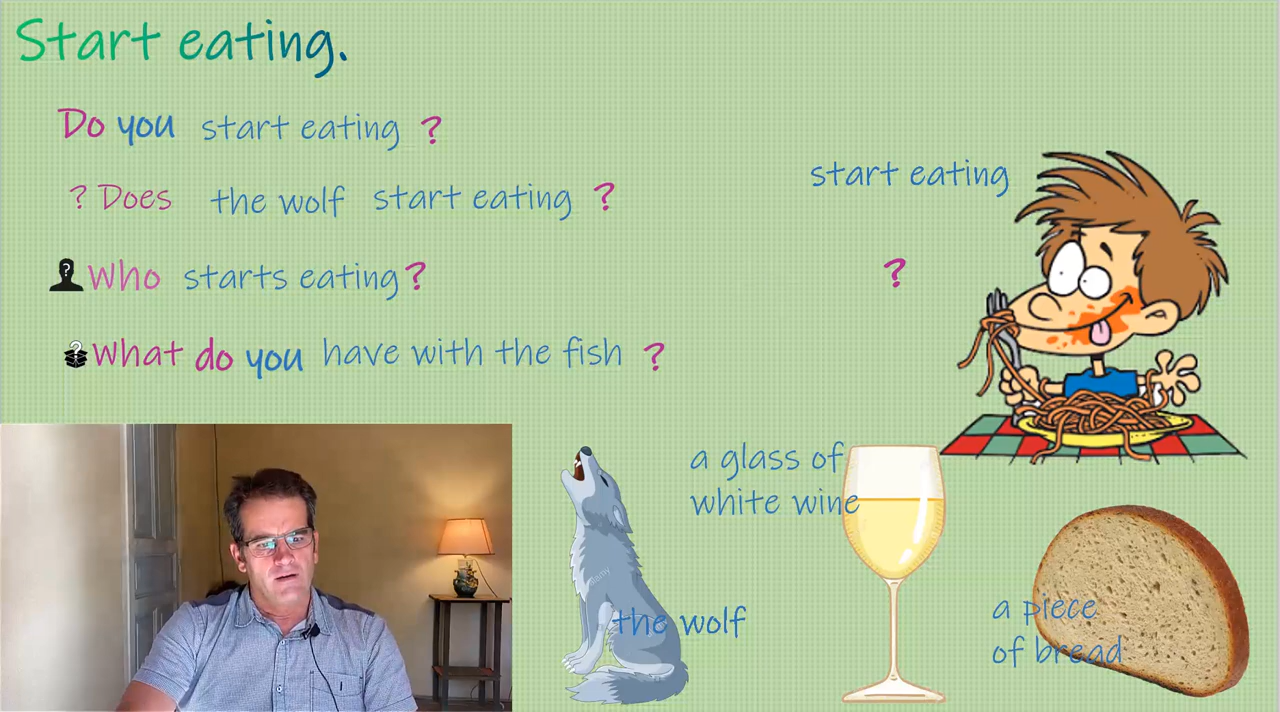 Start eating.
Do you start eating ?
? Does the wolf start eating ?
? Who starts eating ?
? What do you have with the fish ?
start eating
?
a glass of
white wine
the wolf
a piece
of bread